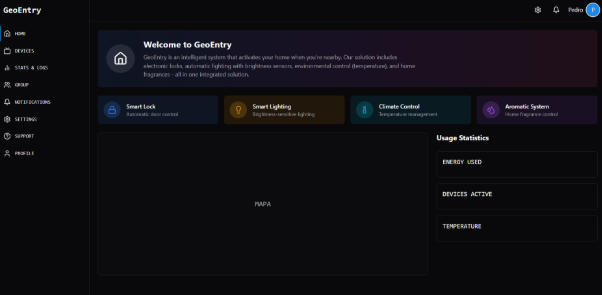 GeoEntry
Pedro
P
HOME
DEVICES
STATS & LOGS
GROUP
NOTIFICATIONS
SETTINGS
SUPPORT
PROFILE
Welcome to GeoEntry
GeoEntry is an intelligent system that activates your home when you're nearby. Our solution includes
electronic locks, automatic lighting with brightness sensors, environmental control (temperature), and home
fragrances - all in one integrated solution.
Smart Lock
Automatic door control
Smart Lighting
Brightness-sensitive lighting
Climate Control
Temperature management
Aromatic System
Home fragrance control
MAPA
Usage Statistics
ENERGY USED
DEVICES ACTIVE
TEMPERATURE